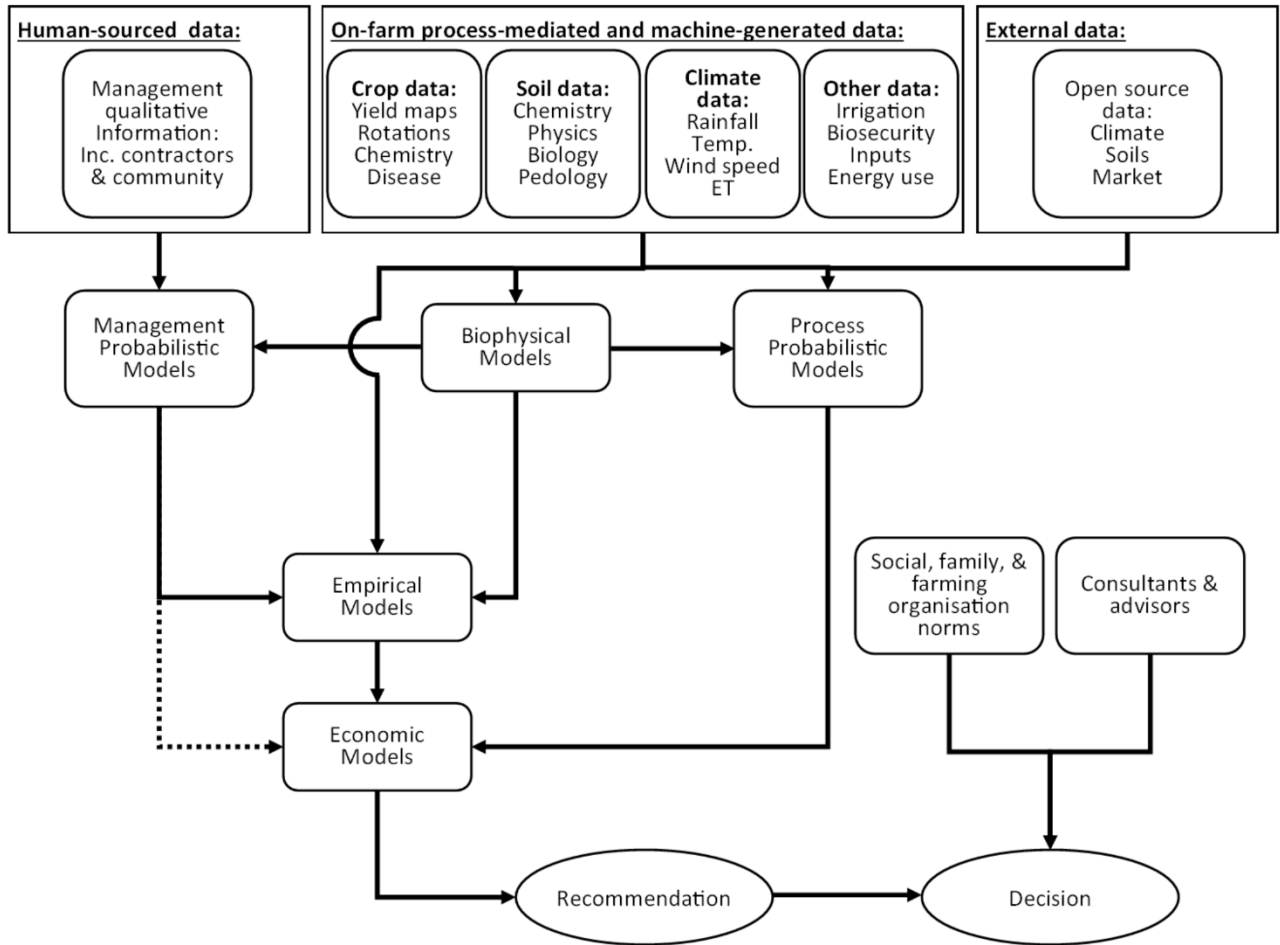 Human-sourced data:
Management
qualitative
Information:
Inc. contractors
& community
On-farm process-mediated and machine-generated data:
Crop data:
Yield maps
Rotations
Chemistry
Disease
Soil data:
Chemistry
Physics
Biology
Pedology
Climate
data:
Rainfall
Temp.
Wind speed
ET
Other data:
Irrigation
Biosecurity
Inputs
Energy use
External data:
Open source
data:
Climate
Soils
Market
Management
Probabilistic
Models
Biophysical
Models
Process
Probabilistic
Models
Empirical
Models
Social, family, &
farming
organisation
norms
Consultants &
advisors
Economic
Models
Recommendation
Decision